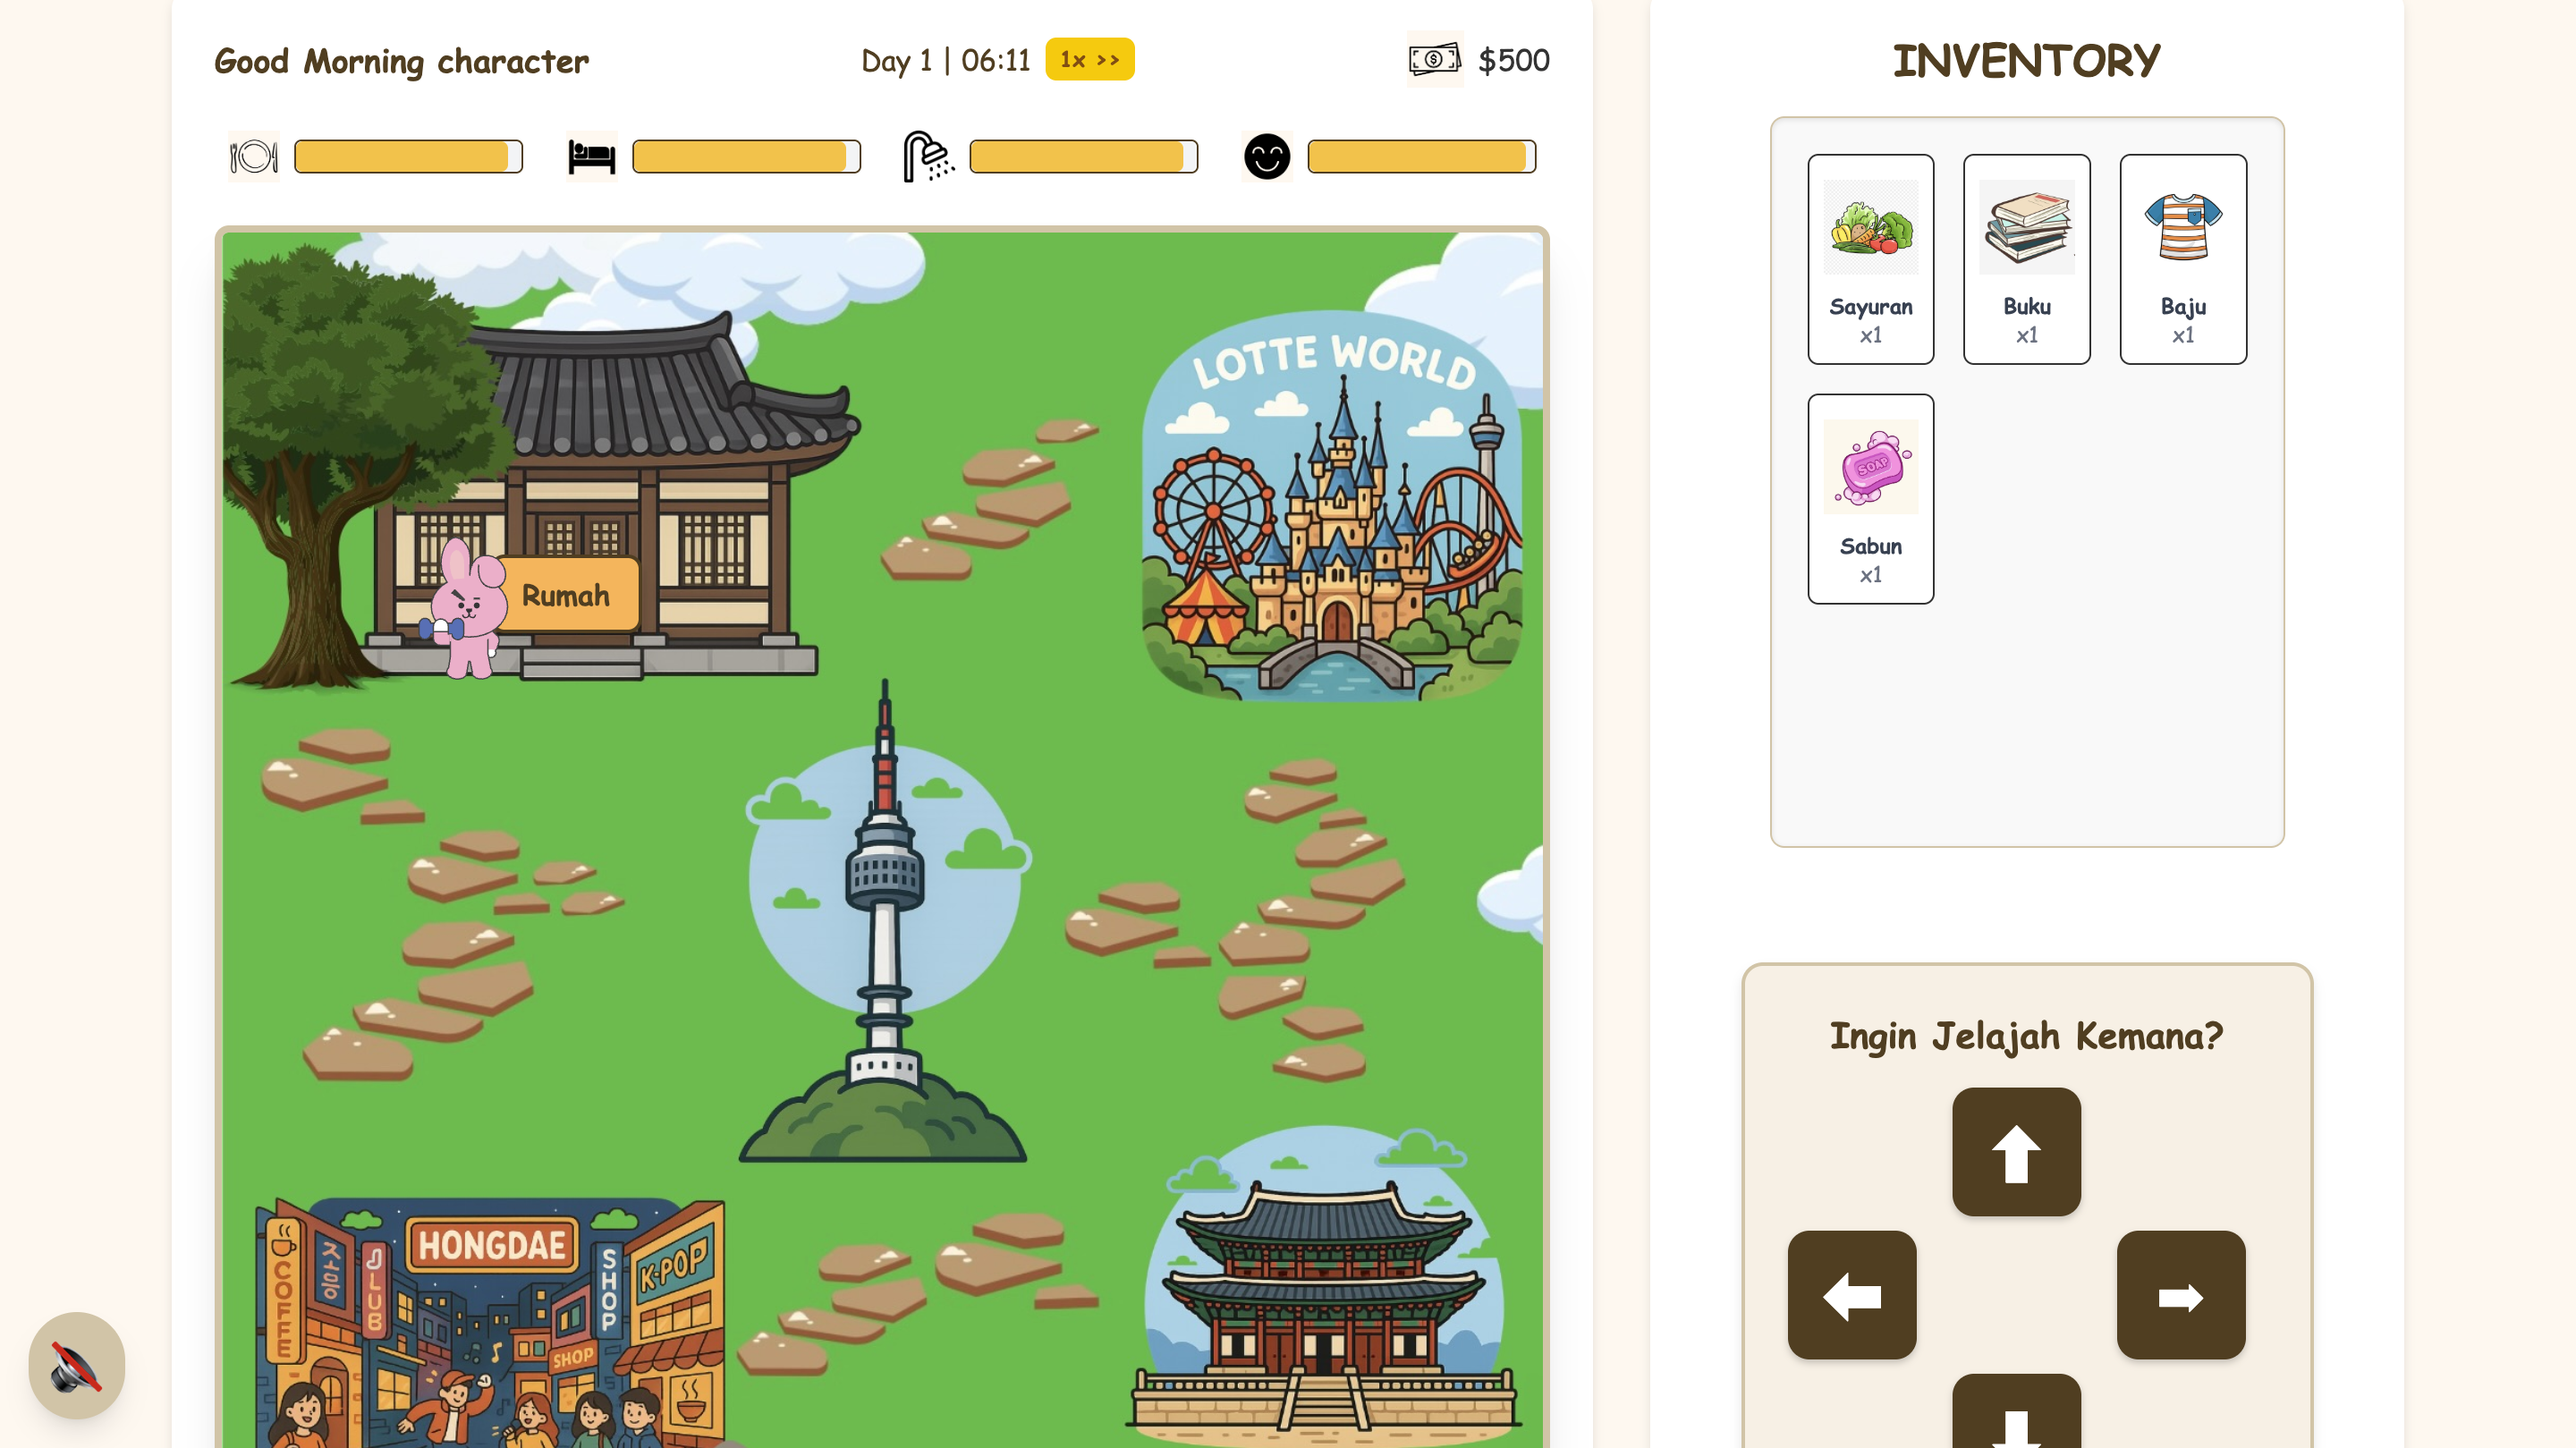 Good Morning character
Day 1 | 06:11
1x >>
$500
INVENTORY
Sayuran
x1
Buku
x1
Baju
x1
SOAP
Sabun
x1
LOTTE WORLD
Rumah
Ingin Jelajah Kemana?
HONGDAE
COFFEE
JLUB
SHOP
K-POP
SHOP